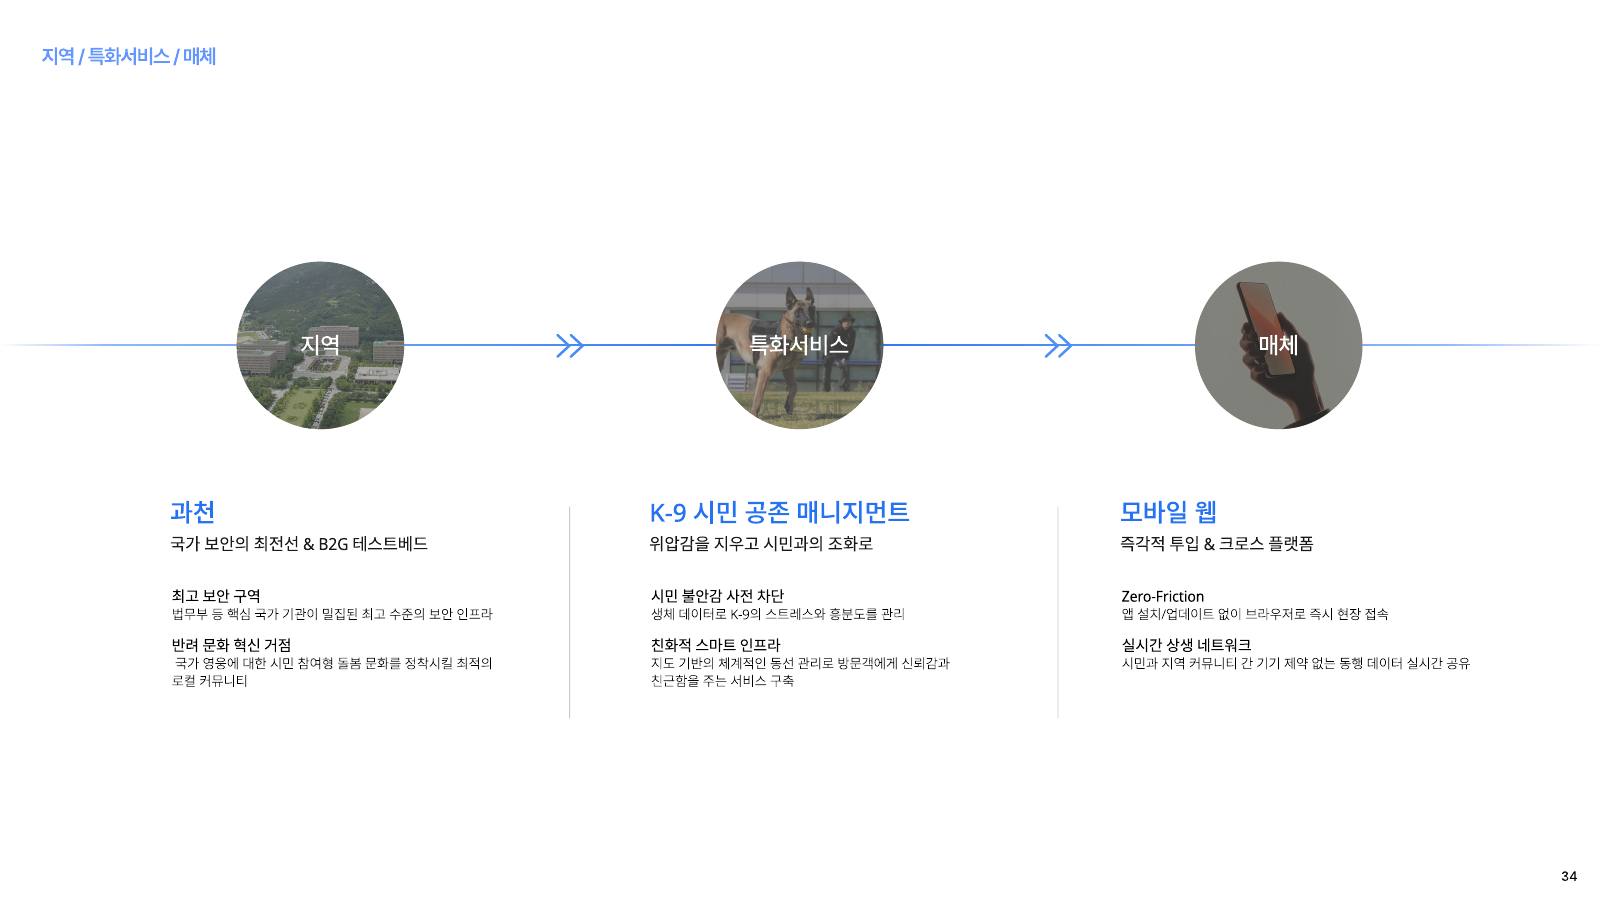 지역 / 특화서비스 / 매체
지역
특화서비스
매체
과천
국가 보안의 최전선 & B2G 테스트베드
최고 보안 구역
법무부 등 핵심 국가 기관이 밀집된 최고 수준의 보안 인프라
반려 문화 혁신 거점
국가 영웅에 대한 시민 참여형 돌봄 문화를 정착시킬 최적의
로컬 커뮤니티
K-9 시민 공존 매니지먼트
위압감을 지우고 시민과의 조화로
시민 불안감 사전 차단
생체 데이터로 K-9의 스트레스와 흥분도를 관리
친화적 스마트 인프라
지도 기반의 체계적인 동선 관리로 방문객에게 신뢰감과
친근함을 주는 서비스 구축
모바일 웹
즉각적 투입 & 크로스 플랫폼
Zero-Friction
앱 설치/업데이트 없이 브라우저로 즉시 현장 접속
실시간 상생 네트워크
시민과 지역 커뮤니티 간 기기 제약 없는 동행 데이터 실시간 공유
34